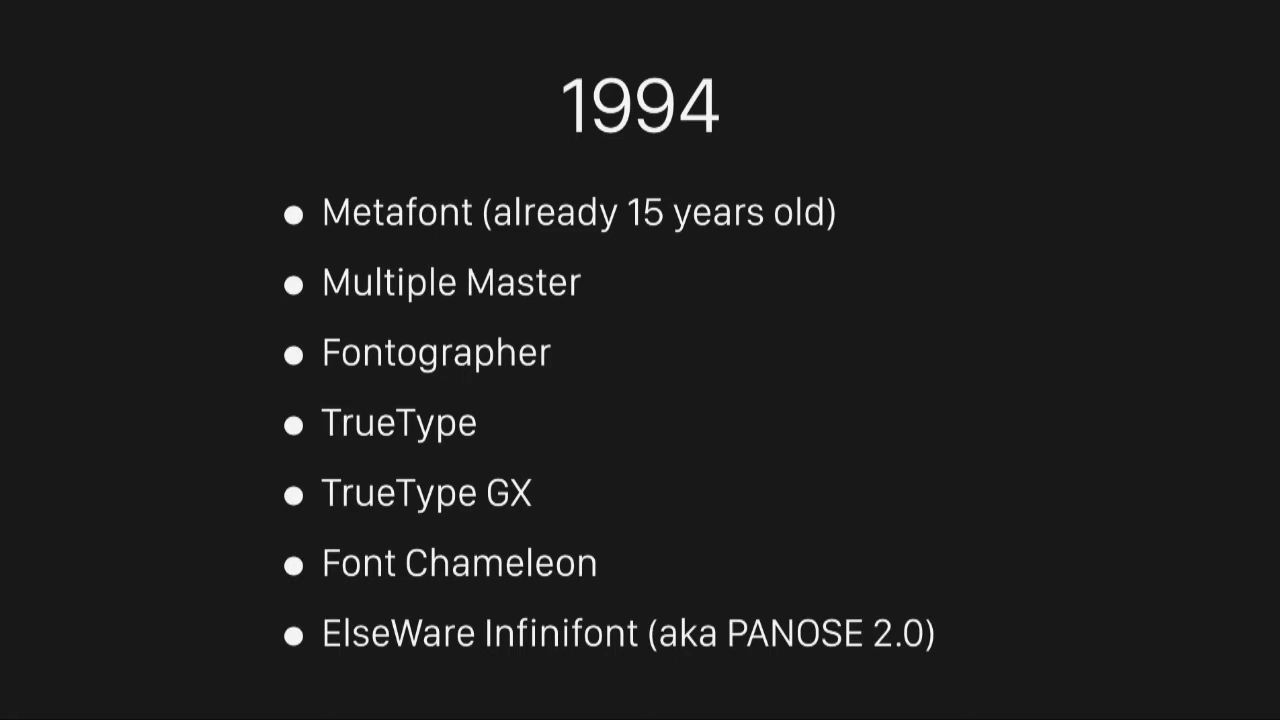 1994
• Metafont (already 15 years old)
• Multiple Master
• Fontographer
• TrueType
• TrueType GX
• Font Chameleon
• ElseWare Infinifont (aka PANOSE 2.0)